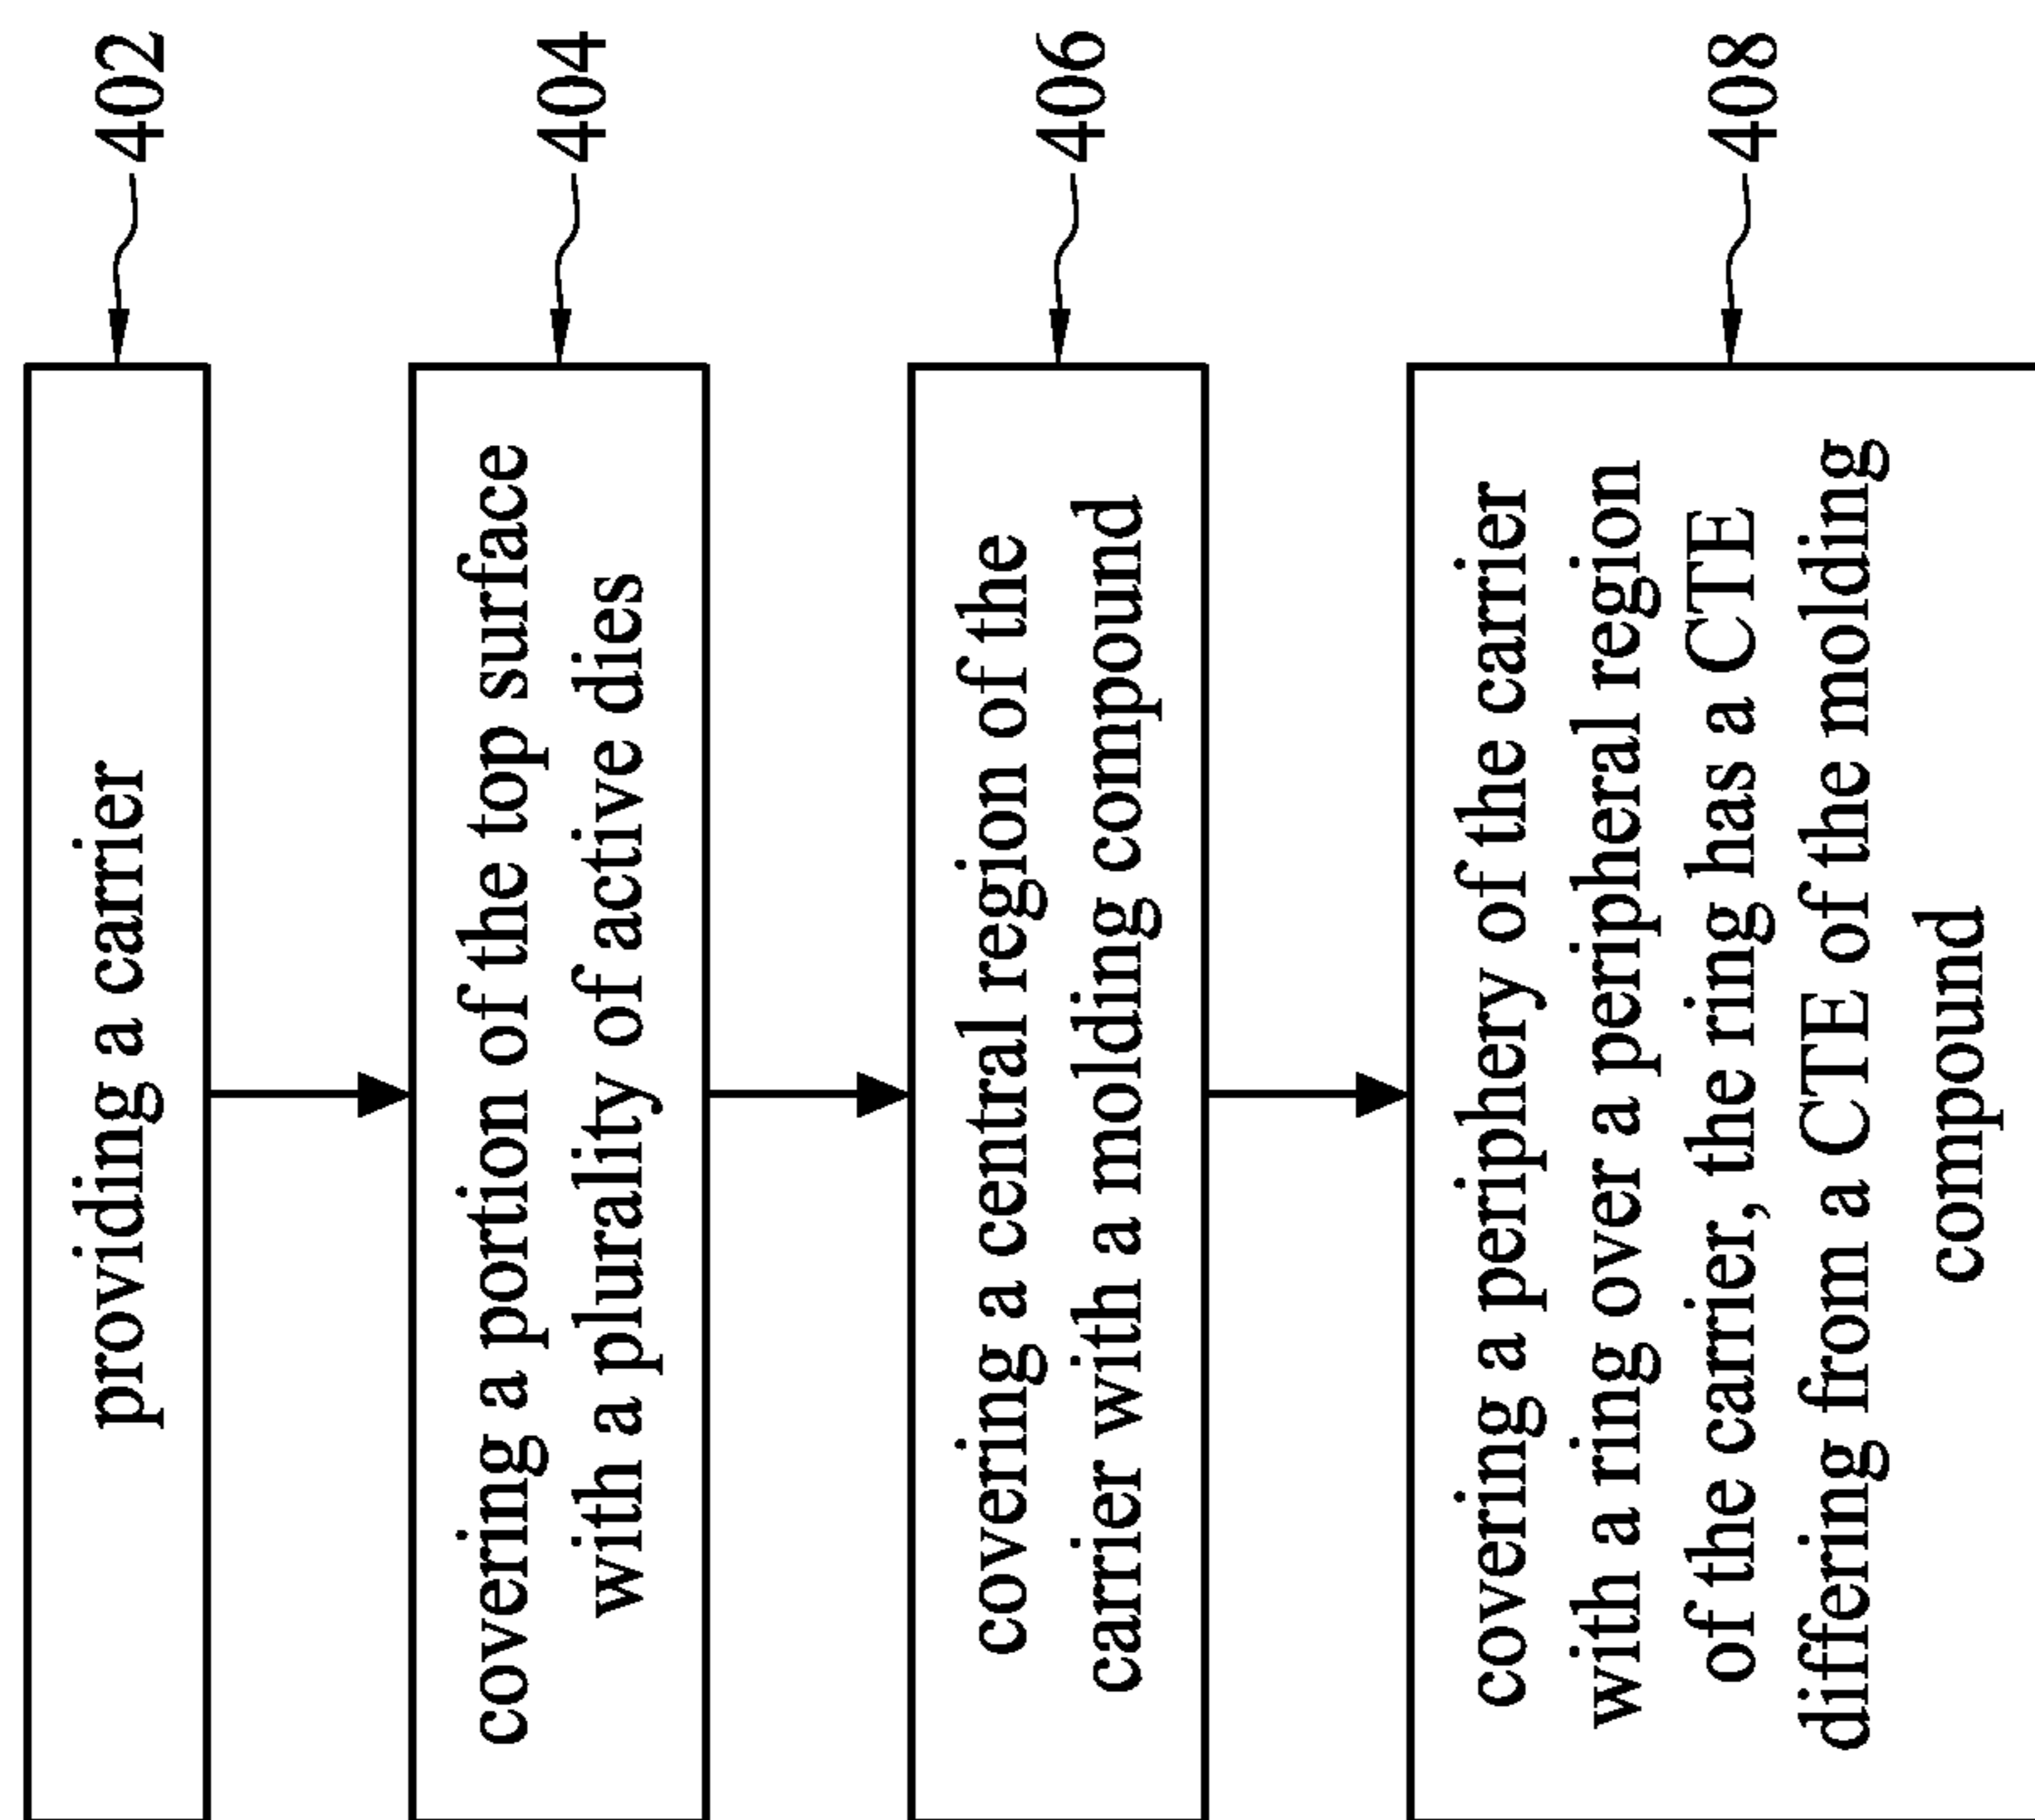 providing a carrier
402
covering a portion of the top surface
with a plurality of active dies
404
covering a central region of the
carrier with a molding compound
406
covering a periphery of the carrier
with a ring over a peripheral region
of the carrier, the ring has a CTE
differing from a CTE of the molding
compound
408